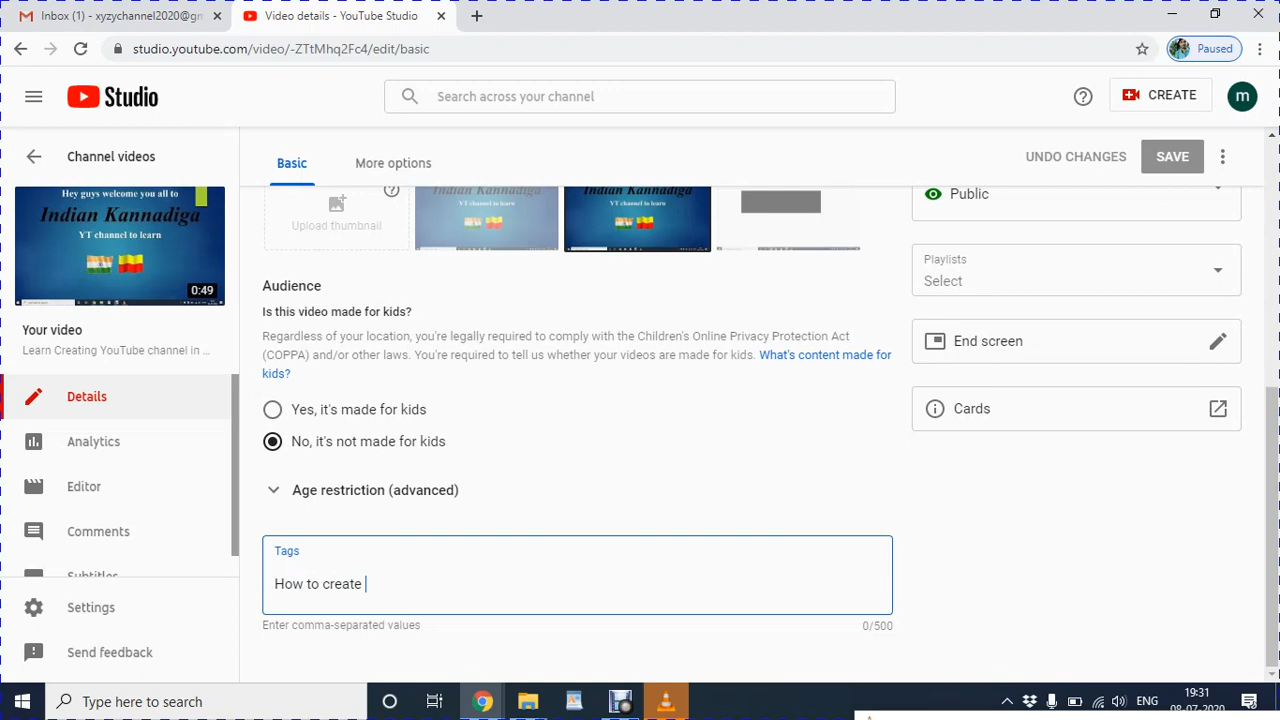 Inbox (1) - xyzychannel2020@gm
Video details - YouTube Studio
studio.youtube.com/video/-ZTtMhq2Fc4/edit/basic
Paused
Studio
Search across your channel
CREATE
m
Channel videos
Basic
More options
UNDO CHANGES
SAVE
Hey guys welcome you all to
Indian Kannadiga
YT channel to learn
0:49
Your video
Learn Creating YouTube channel in ...
Details
Analytics
Editor
Comments
Subtitles
Settings
Send feedback
Upload thumbnail
Indian Kannadiga
YT channel to learn
Indian Kannadiga
YT channel to learn
Audience
Is this video made for kids?
Regardless of your location, you're legally required to comply with the Children's Online Privacy Protection Act
(COPPA) and/or other laws. You're required to tell us whether your videos are made for kids. What's content made for
kids?
Yes, it's made for kids
No, it's not made for kids
Age restriction (advanced)
Tags
How to create
Enter comma-separated values
0/500
Public
Playlists
Select
End screen
Cards
Type here to search
ENG
19:31
08-07-2020